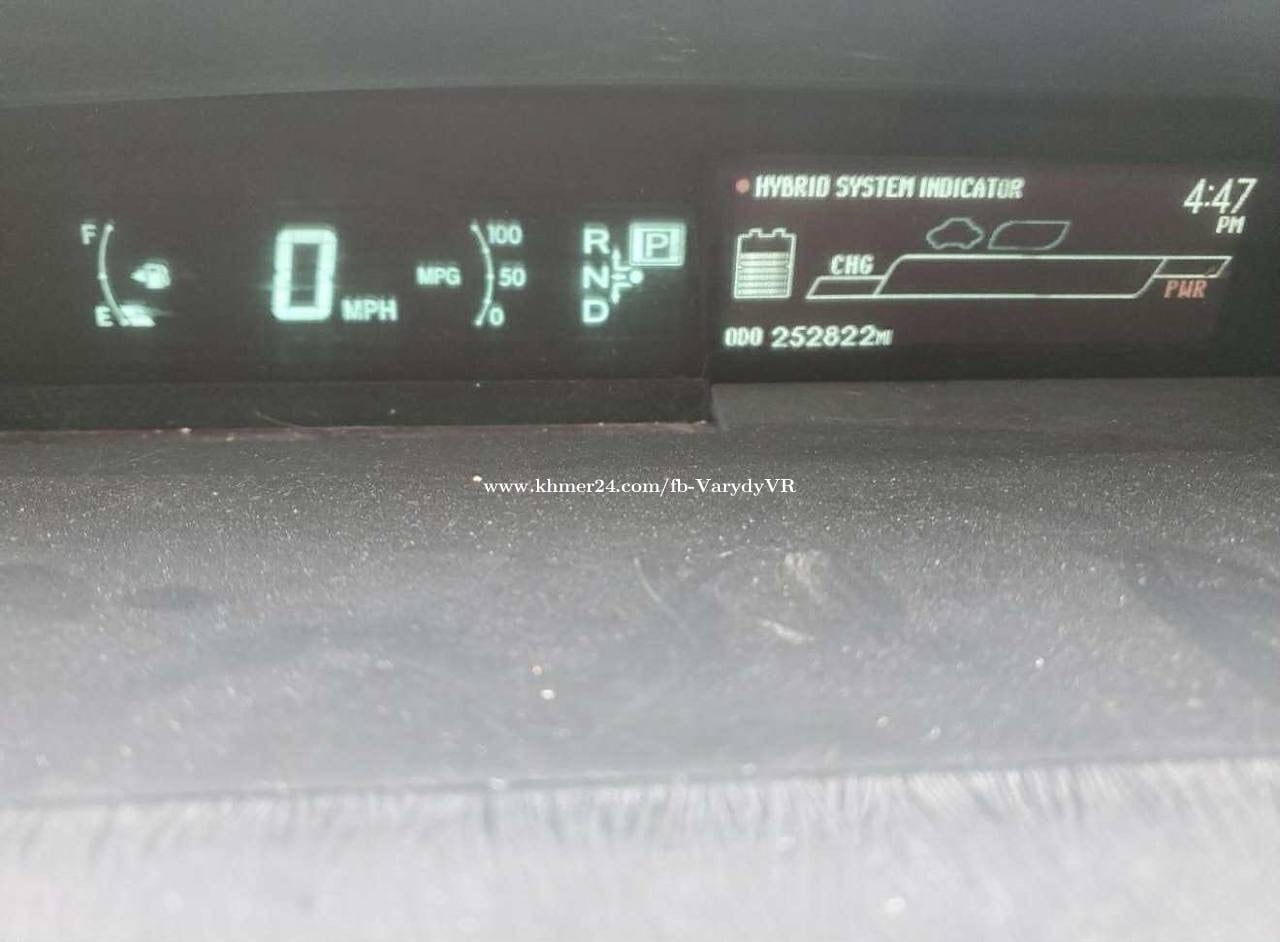 F
E
0 MPH
MPG
100
50
0
R
N
D
P
HYBRID SYSTEM INDICATOR
4:47
PM
CHG
PWR
ODO 252822MI
www.khmer24.com/fb-VarydyVR